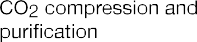 CO2 compression and
purification